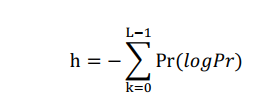 L−1
h = − ∑ Pr(logPr)
k=0